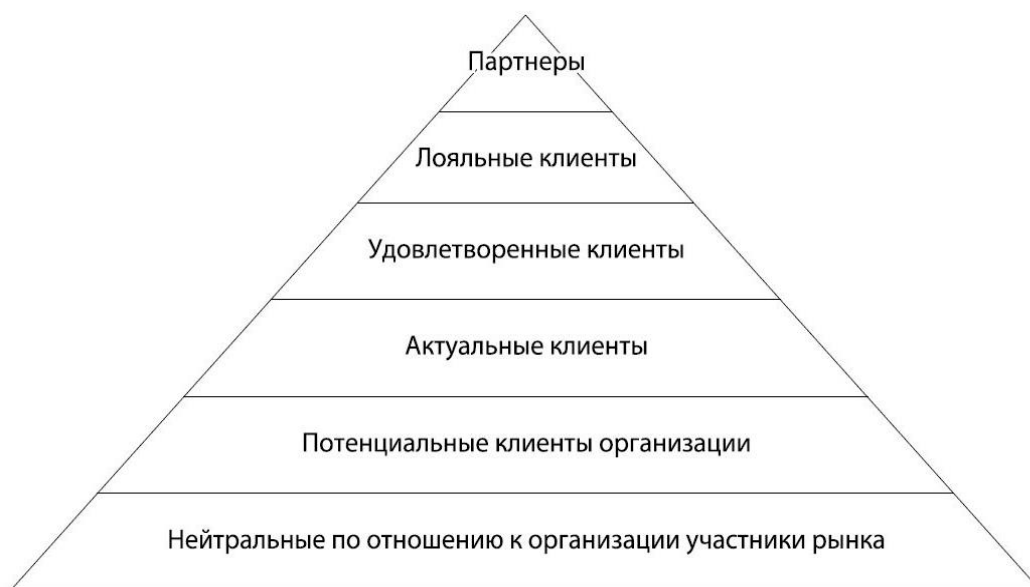 Партнеры
Лояльные клиенты
Удовлетворенные клиенты
Актуальные клиенты
Потенциальные клиенты организации
Нейтральные по отношению к организации участники рынка